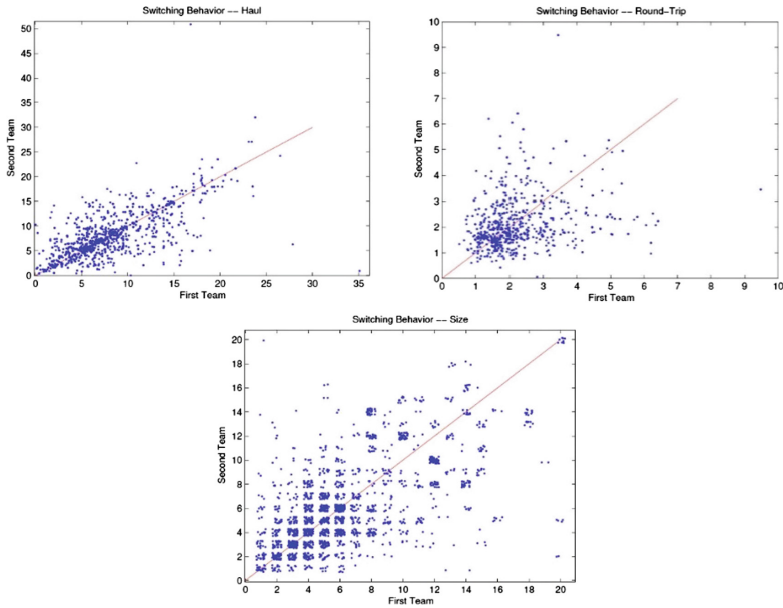 Switching Behavior -- Haul
50
45
40
35
30
25
20
15
10
5
0
Second Team
0 5 10 15 20 25 30 35
First Team
Switching Behavior -- Round-Trip
10
9
8
7
6
5
4
3
2
1
0
Second Team
0 1 2 3 4 5 6 7 8 9 10
First Team
Switching Behavior -- Size
20
18
16
14
12
10
8
6
4
2
0
Second Team
0 2 4 6 8 10 12 14 16 18 20
First Team